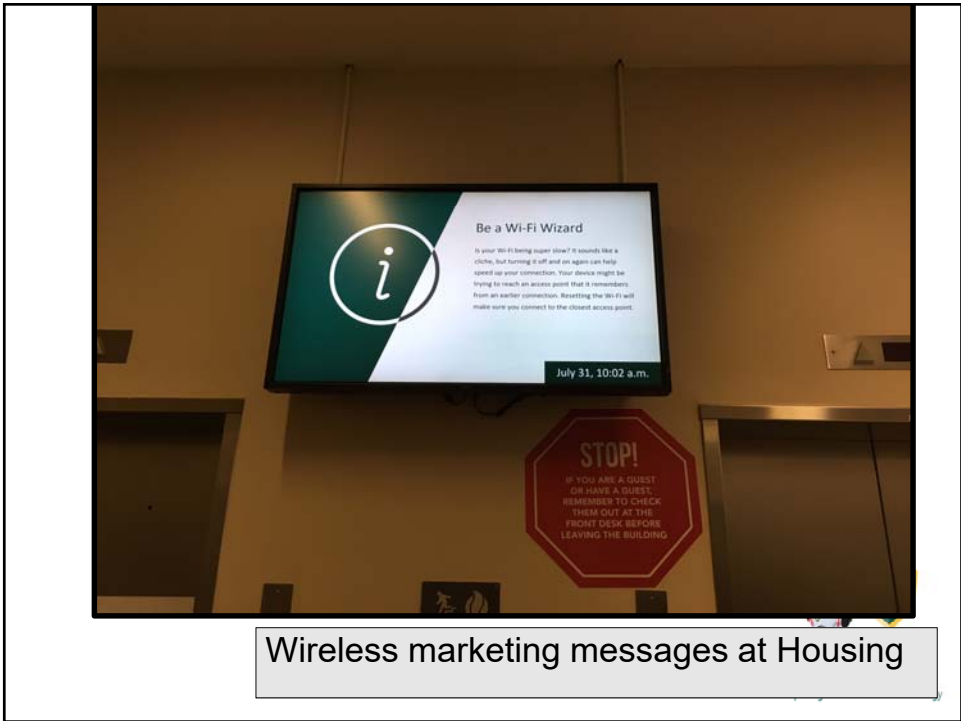 Be a Wi-Fi Wizard
Is your Wi-Fi being super slow? It sounds like a
cliche, but turning it off and on again can help
speed up your connection. Your device might be
trying to reach an access point that it remembers
from an earlier connection. Resetting the Wi-Fi will
make sure you connect to the closest access point.
July 31, 10:02 a.m.
STOP!
IF YOU ARE A GUEST
OR HAVE A GUEST,
REMEMBER TO CHECK
THEM OUT AT THE
FRONT DESK BEFORE
LEAVING THE BUILDING
Wireless marketing messages at Housing